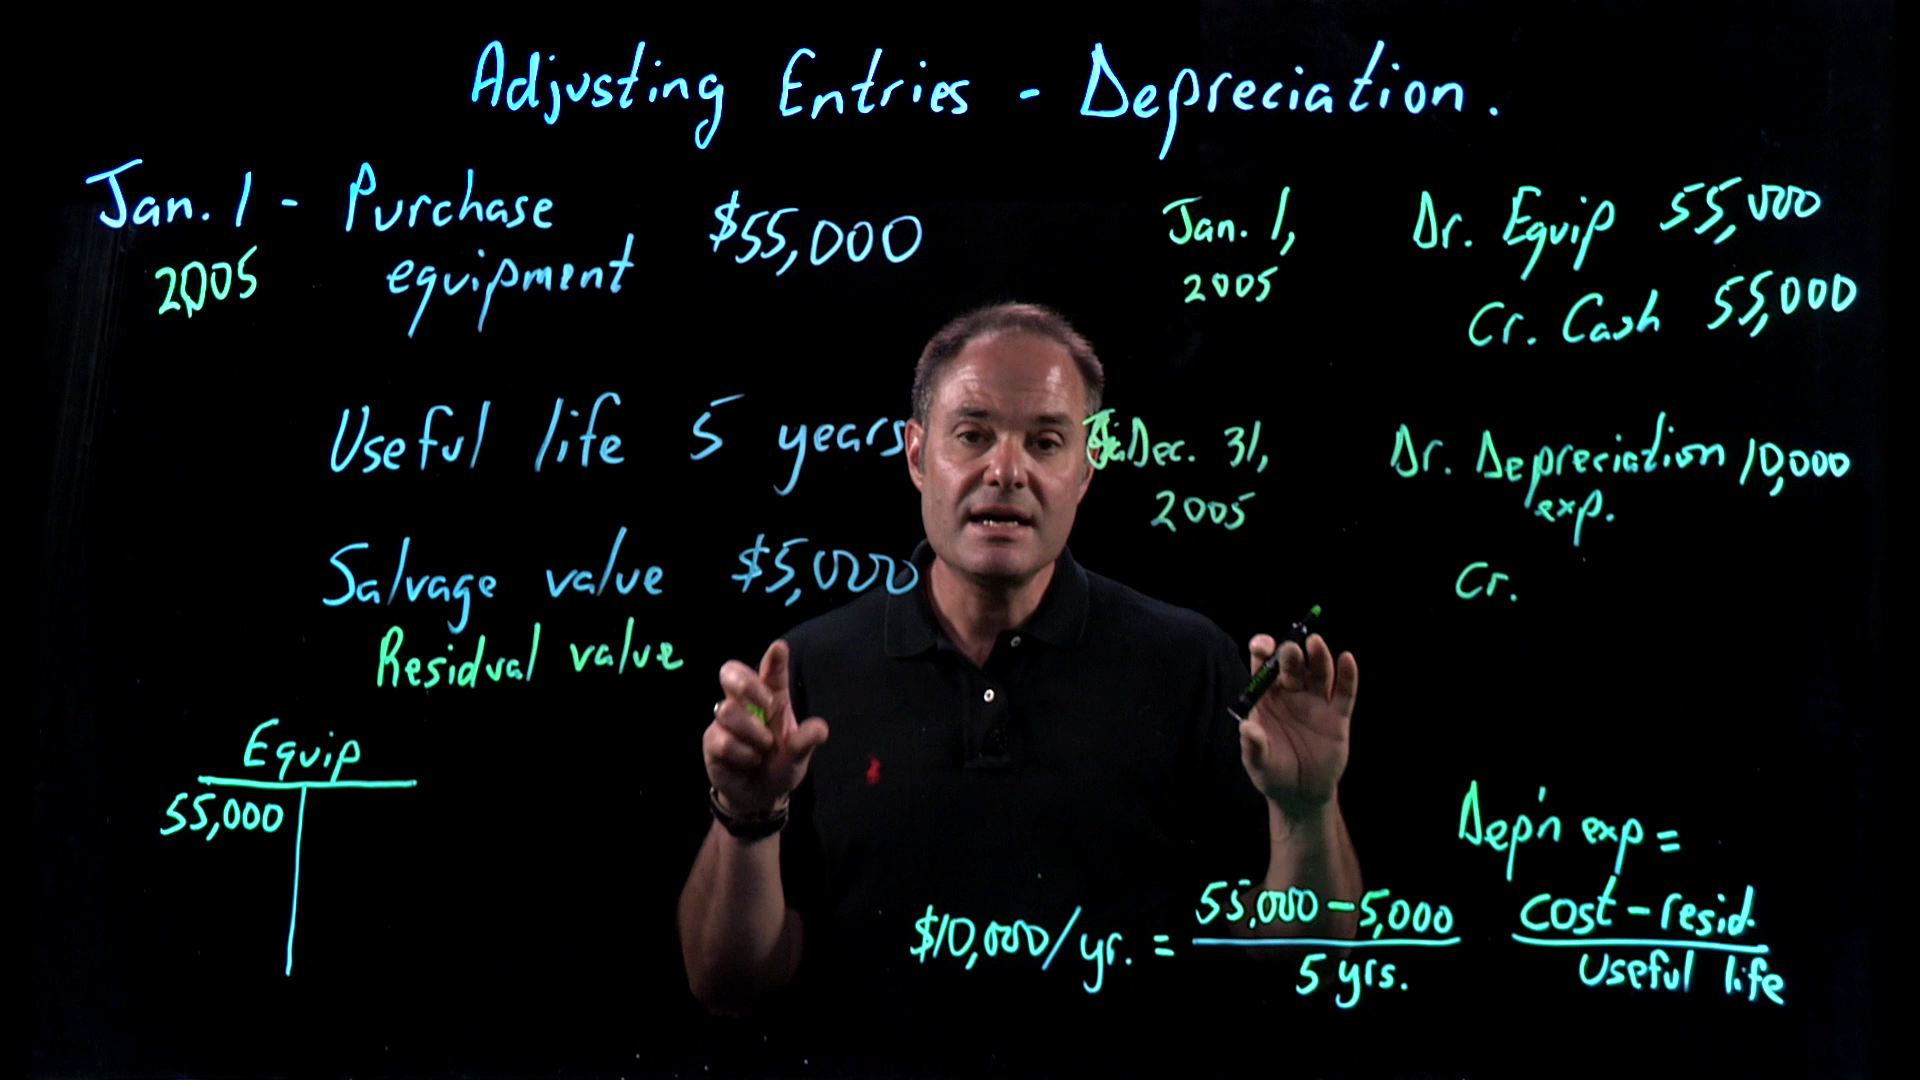 Adjusting Entries - Depreciation.
Jan. 1 - Purchase
2005 equipment $55,000
Useful life 5 years
Salvage value $5,000
Residual value
Equip
55,000
Jan. 1,
2005
Dr. Equip 55,000
Cr. Cash 55,000
Dec. 31,
2005
Dr. Depreciation 10,000
exp.
Cr.
Dep'n exp =
cost - resid.
useful life
$10,000/yr. = 55,000 - 5,000
5 yrs.